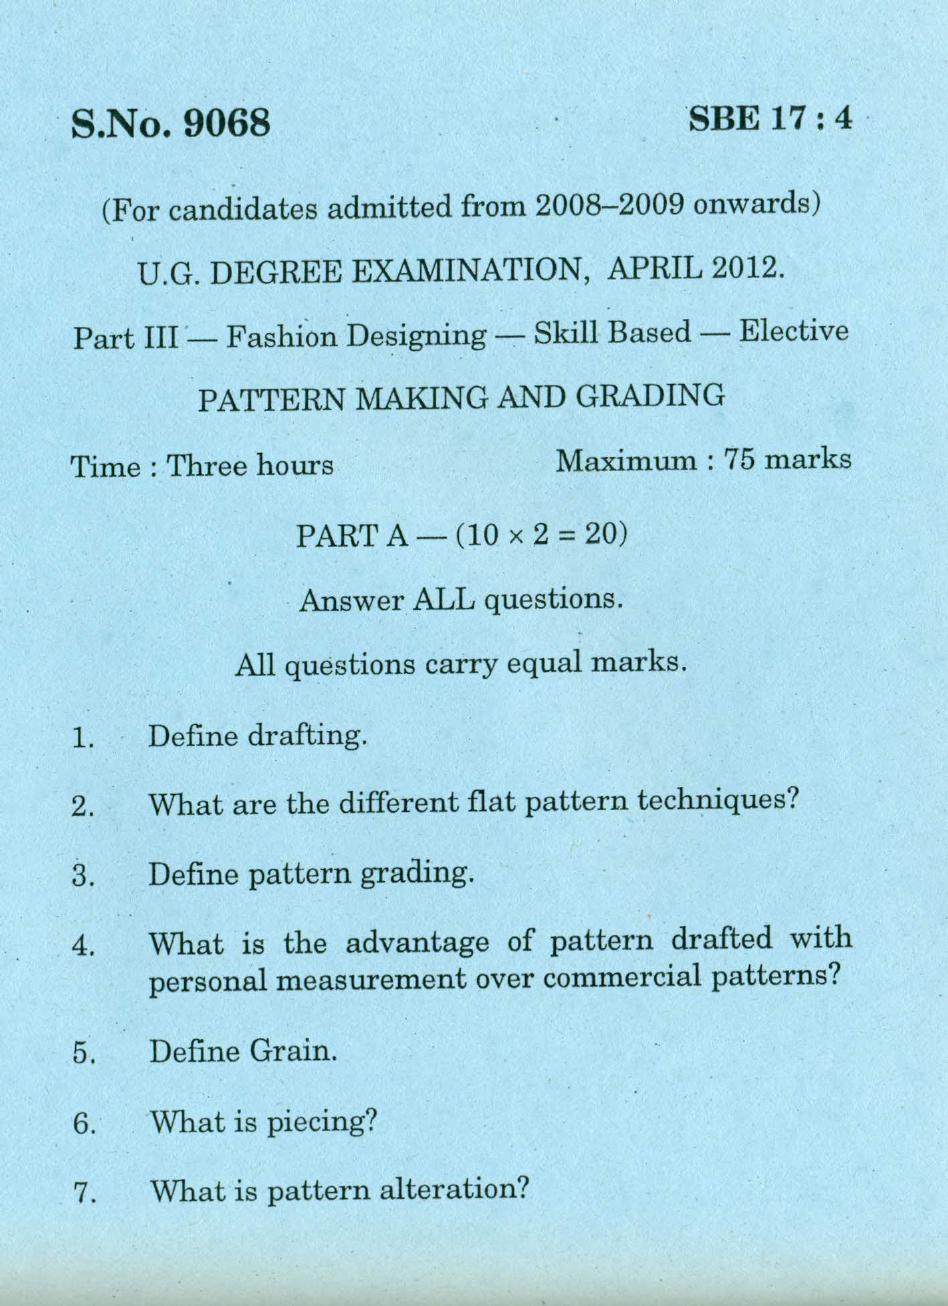 S.No. 9068 SBE 17 : 4
(For candidates admitted from 2008–2009 onwards)
U.G. DEGREE EXAMINATION, APRIL 2012.
Part III — Fashion Designing — Skill Based — Elective
PATTERN MAKING AND GRADING
Time : Three hours Maximum : 75 marks
PART A — (10 × 2 = 20)
Answer ALL questions.
All questions carry equal marks.
1. Define drafting.
2. What are the different flat pattern techniques?
3. Define pattern grading.
4. What is the advantage of pattern drafted with
personal measurement over commercial patterns?
5. Define Grain.
6. What is piecing?
7. What is pattern alteration?